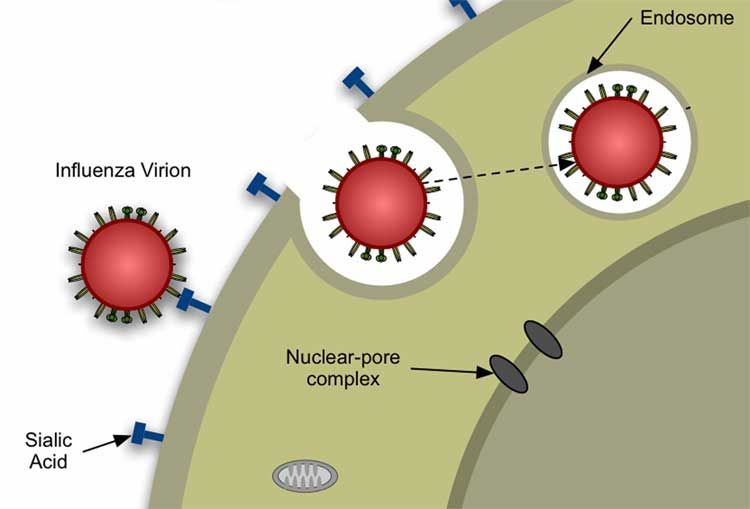 Endosome
Influenza Virion
Nuclear-pore
complex
Sialic
Acid